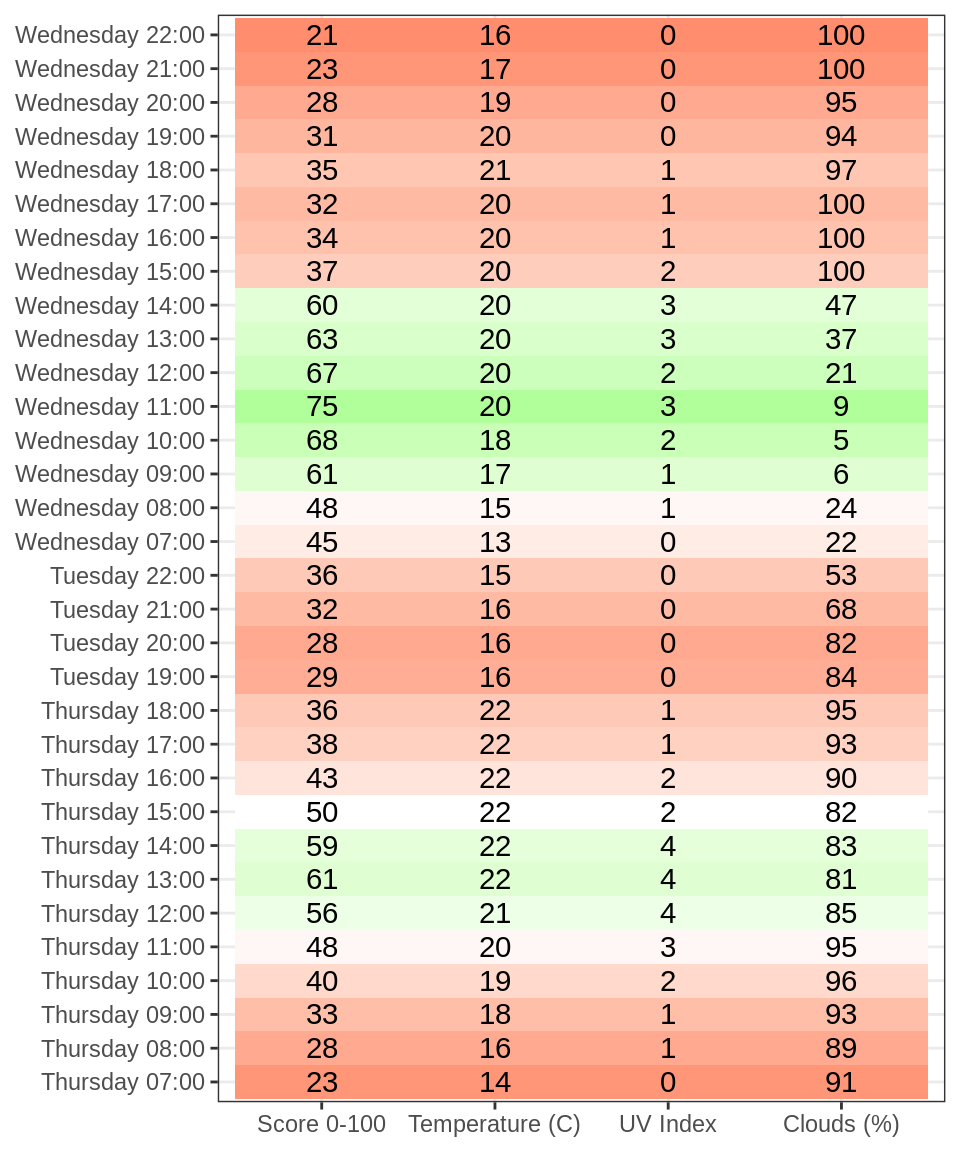 Wednesday 22:00 21 16 0 100
Wednesday 21:00 23 17 0 100
Wednesday 20:00 28 19 0 95
Wednesday 19:00 31 20 0 94
Wednesday 18:00 35 21 1 97
Wednesday 17:00 32 20 1 100
Wednesday 16:00 34 20 1 100
Wednesday 15:00 37 20 2 100
Wednesday 14:00 60 20 3 47
Wednesday 13:00 63 20 3 37
Wednesday 12:00 67 20 2 21
Wednesday 11:00 75 20 3 9
Wednesday 10:00 68 18 2 5
Wednesday 09:00 61 17 1 6
Wednesday 08:00 48 15 1 24
Wednesday 07:00 45 13 0 22
Tuesday 22:00 36 15 0 53
Tuesday 21:00 32 16 0 68
Tuesday 20:00 28 16 0 82
Tuesday 19:00 29 16 0 84
Thursday 18:00 36 22 1 95
Thursday 17:00 38 22 1 93
Thursday 16:00 43 22 2 90
Thursday 15:00 50 22 2 82
Thursday 14:00 59 22 4 83
Thursday 13:00 61 22 4 81
Thursday 12:00 56 21 4 85
Thursday 11:00 48 20 3 95
Thursday 10:00 40 19 2 96
Thursday 09:00 33 18 1 93
Thursday 08:00 28 16 1 89
Thursday 07:00 23 14 0 91
Score 0-100 Temperature (C) UV Index Clouds (%)